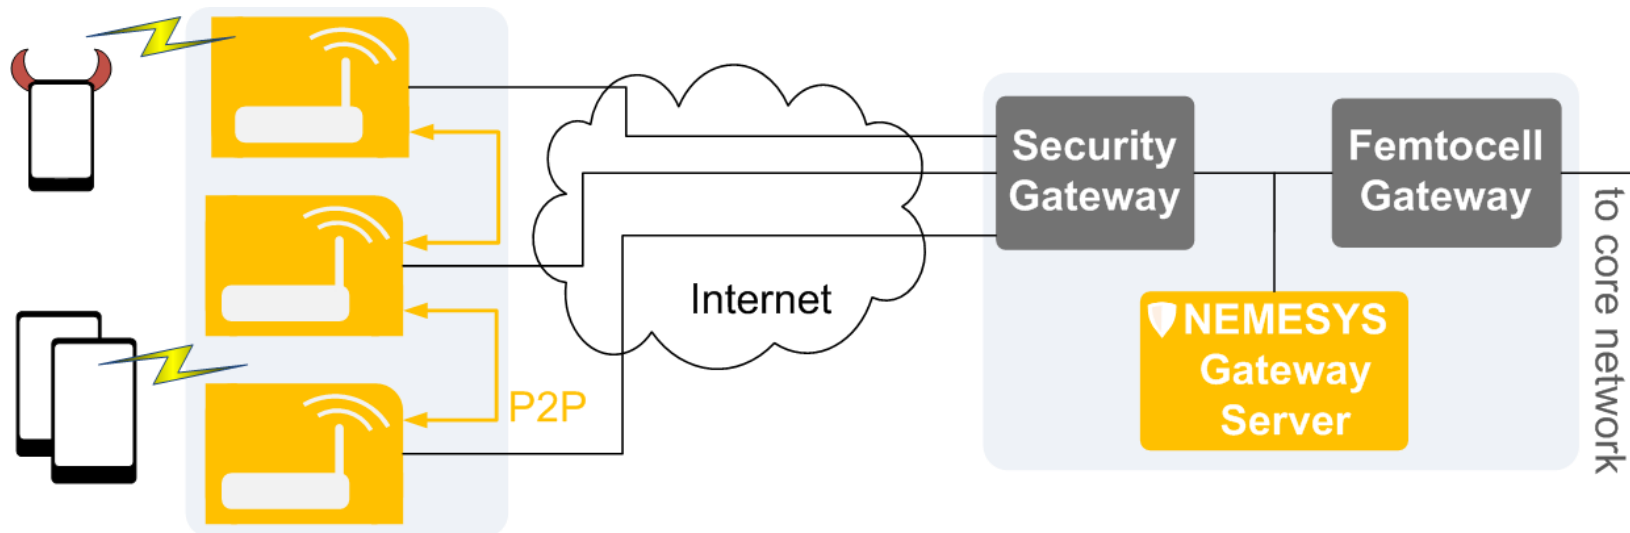 P2P
Internet
Security
Gateway
Femtocell
Gateway
NEMESYS
Gateway
Server
to core network